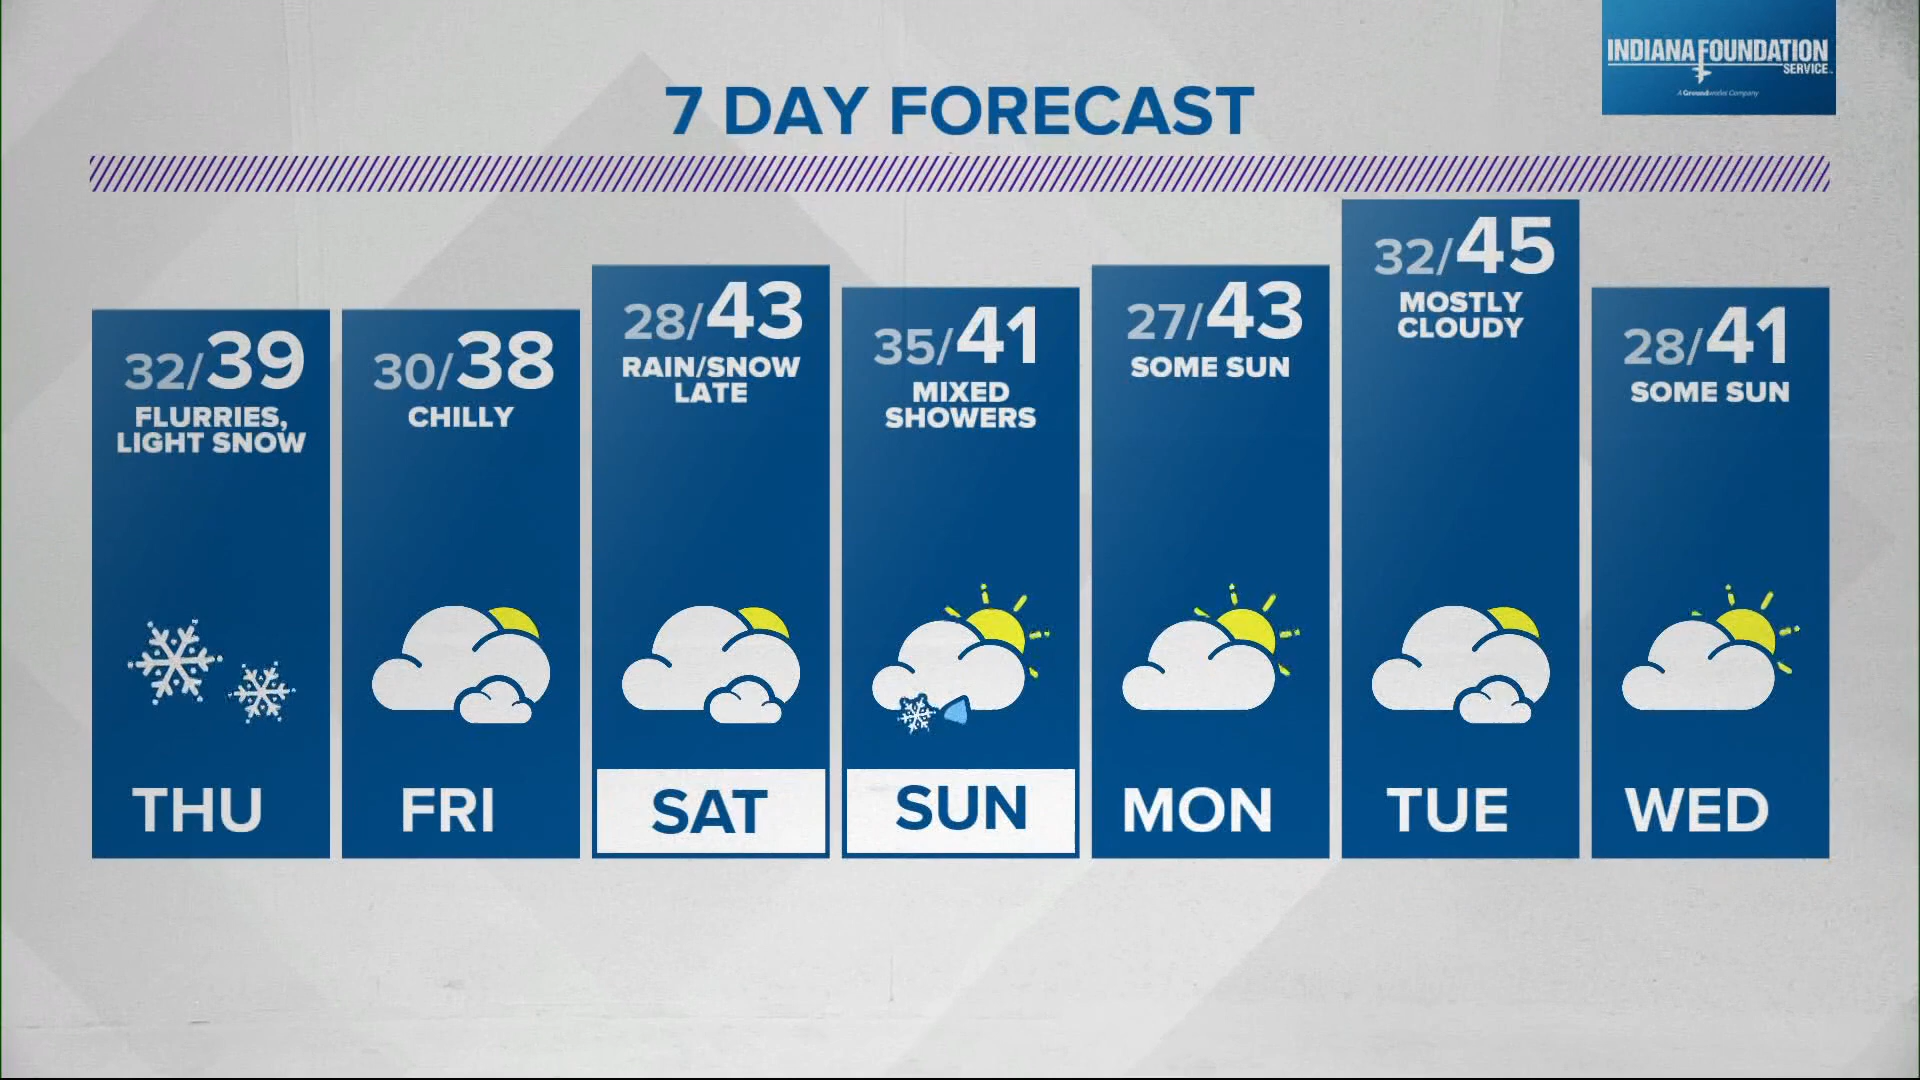 INDIANA FOUNDATION
SERVICE
A Groundworks Company
7 DAY FORECAST
32/39
FLURRIES,
LIGHT SNOW
THU
30/38
CHILLY
FRI
28/43
RAIN/SNOW
LATE
SAT
35/41
MIXED
SHOWERS
SUN
27/43
SOME SUN
MON
32/45
MOSTLY
CLOUDY
TUE
28/41
SOME SUN
WED